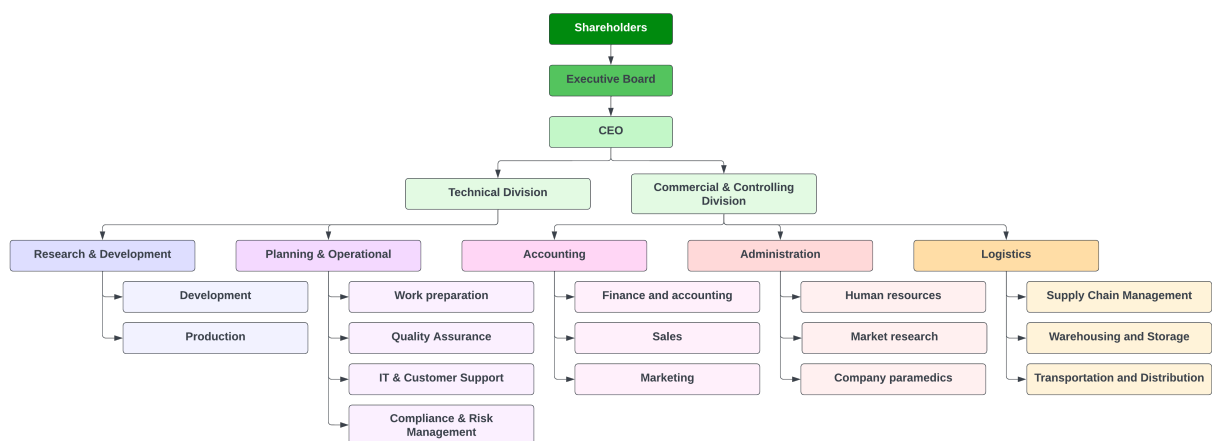 Shareholders
Executive Board
CEO
Technical Division
Commercial & Controlling
Division
Research & Development
Planning & Operational
Accounting
Administration
Logistics
Development
Work preparation
Finance and accounting
Human resources
Supply Chain Management
Production
Quality Assurance
Sales
Market research
Warehousing and Storage
IT & Customer Support
Marketing
Company paramedics
Transportation and Distribution
Compliance & Risk
Management